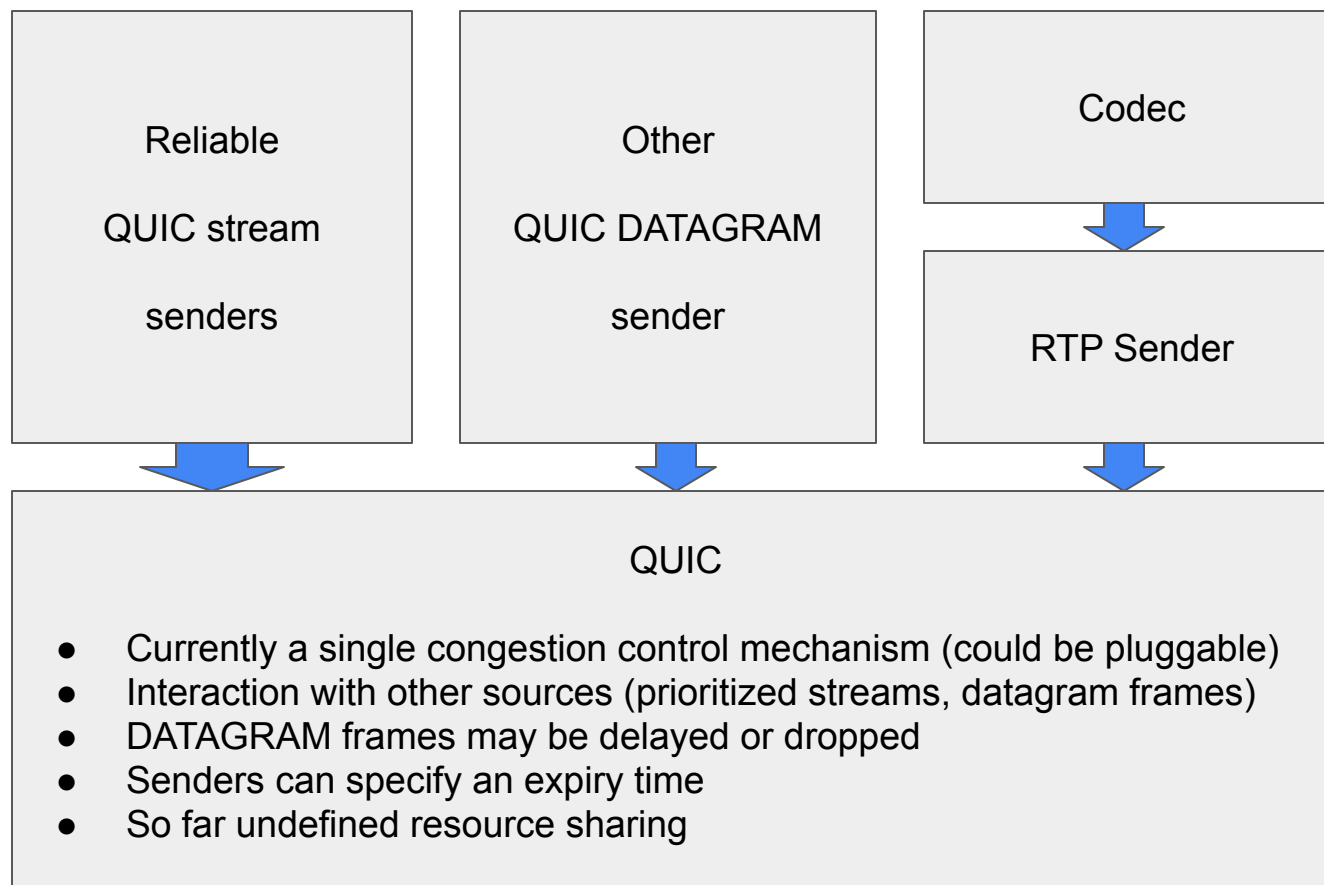 Reliable
QUIC stream
senders
Other
QUIC DATAGRAM
sender
Codec
RTP Sender
QUIC
● Currently a single congestion control mechanism (could be pluggable)
● Interaction with other sources (prioritized streams, datagram frames)
● DATAGRAM frames may be delayed or dropped
● Senders can specify an expiry time
● So far undefined resource sharing